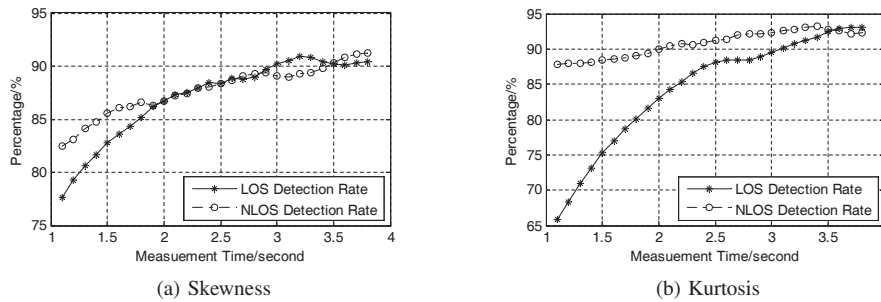 95
90
85
80
75
Percentage/%
1
1.5
2
2.5
3
3.5
4
Measuement Time/second
LOS Detection Rate
NLOS Detection Rate
(a) Skewness
95
90
85
80
75
70
65
Percentage/%
1
1.5
2
2.5
3
3.5
Measuement Time/second
LOS Detection Rate
NLOS Detection Rate
(b) Kurtosis